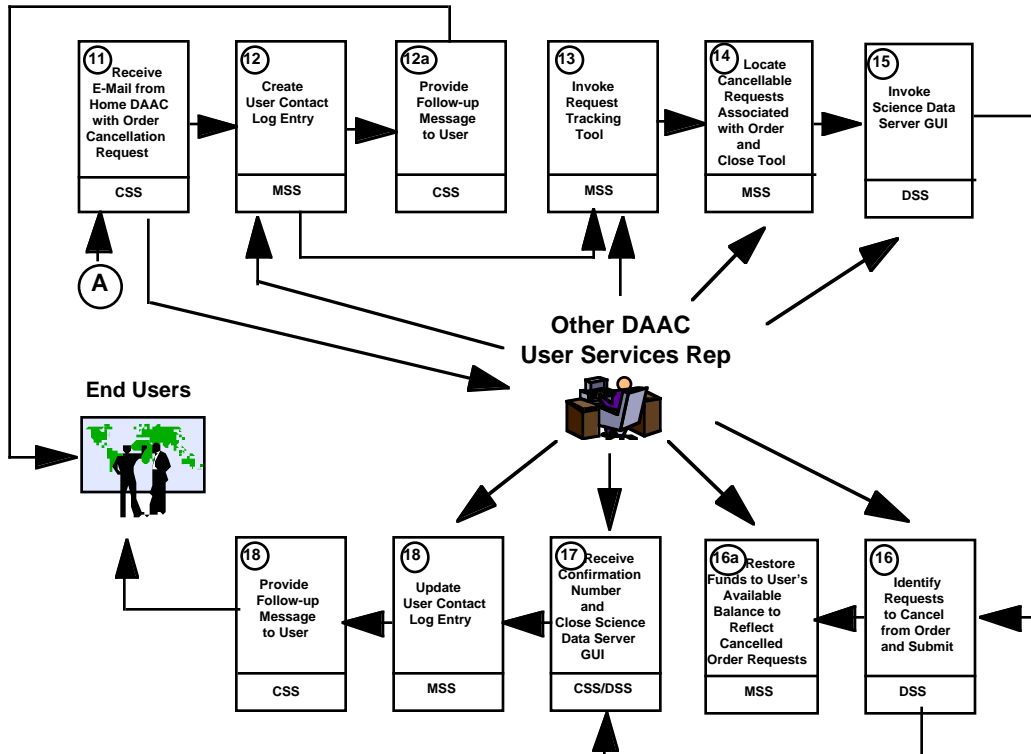 11
Receive
E-Mail from
Home DAAC
with Order
Cancellation
Request
CSS
12
Create
User Contact
Log Entry
MSS
12a
Provide
Follow-up
Message
to User
CSS
13
Invoke
Request
Tracking
Tool
MSS
14
Locate
Cancellable
Requests
Associated
with Order
and
Close Tool
MSS
15
Invoke
Science Data
Server GUI
DSS
A
Other DAAC
User Services Rep
End Users
18
Provide
Follow-up
Message
to User
CSS
18
Update
User Contact
Log Entry
MSS
17
Receive
Confirmation
Number
and
Close Science
Data Server
GUI
CSS/DSS
16a
Restore
Funds to User's
Available
Balance to
Reflect
Cancelled
Order Requests
MSS
16
Identify
Requests
to Cancel
from Order
and Submit
DSS